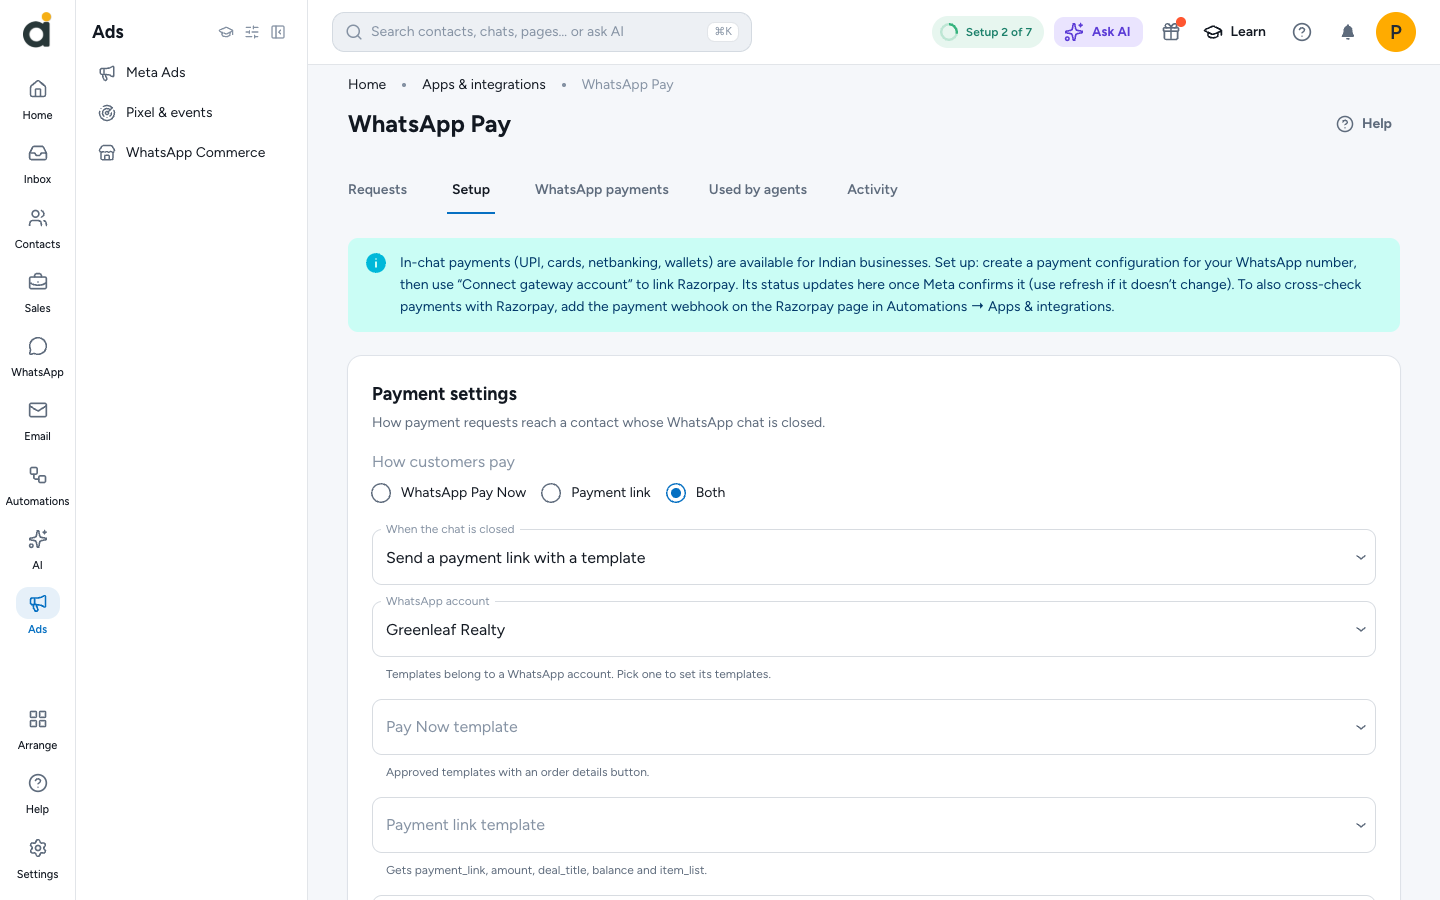 Ads
Search contacts, chats, pages... or ask AI
⌘K
Setup 2 of 7
Ask AI
Learn
P
Home
Inbox
Contacts
Sales
WhatsApp
Email
Automations
AI
Ads
Arrange
Help
Settings
Meta Ads
Pixel & events
WhatsApp Commerce
Home • Apps & integrations • WhatsApp Pay
WhatsApp Pay
Help
Requests
Setup
WhatsApp payments
Used by agents
Activity
In-chat payments (UPI, cards, netbanking, wallets) are available for Indian businesses. Set up: create a payment configuration for your WhatsApp number,
then use “Connect gateway account” to link Razorpay. Its status updates here once Meta confirms it (use refresh if it doesn’t change). To also cross-check
payments with Razorpay, add the payment webhook on the Razorpay page in Automations → Apps & integrations.
Payment settings
How payment requests reach a contact whose WhatsApp chat is closed.
How customers pay
WhatsApp Pay Now
Payment link
Both
When the chat is closed
Send a payment link with a template
WhatsApp account
Greenleaf Realty
Templates belong to a WhatsApp account. Pick one to set its templates.
Pay Now template
Approved templates with an order details button.
Payment link template
Gets payment_link, amount, deal_title, balance and item_list.